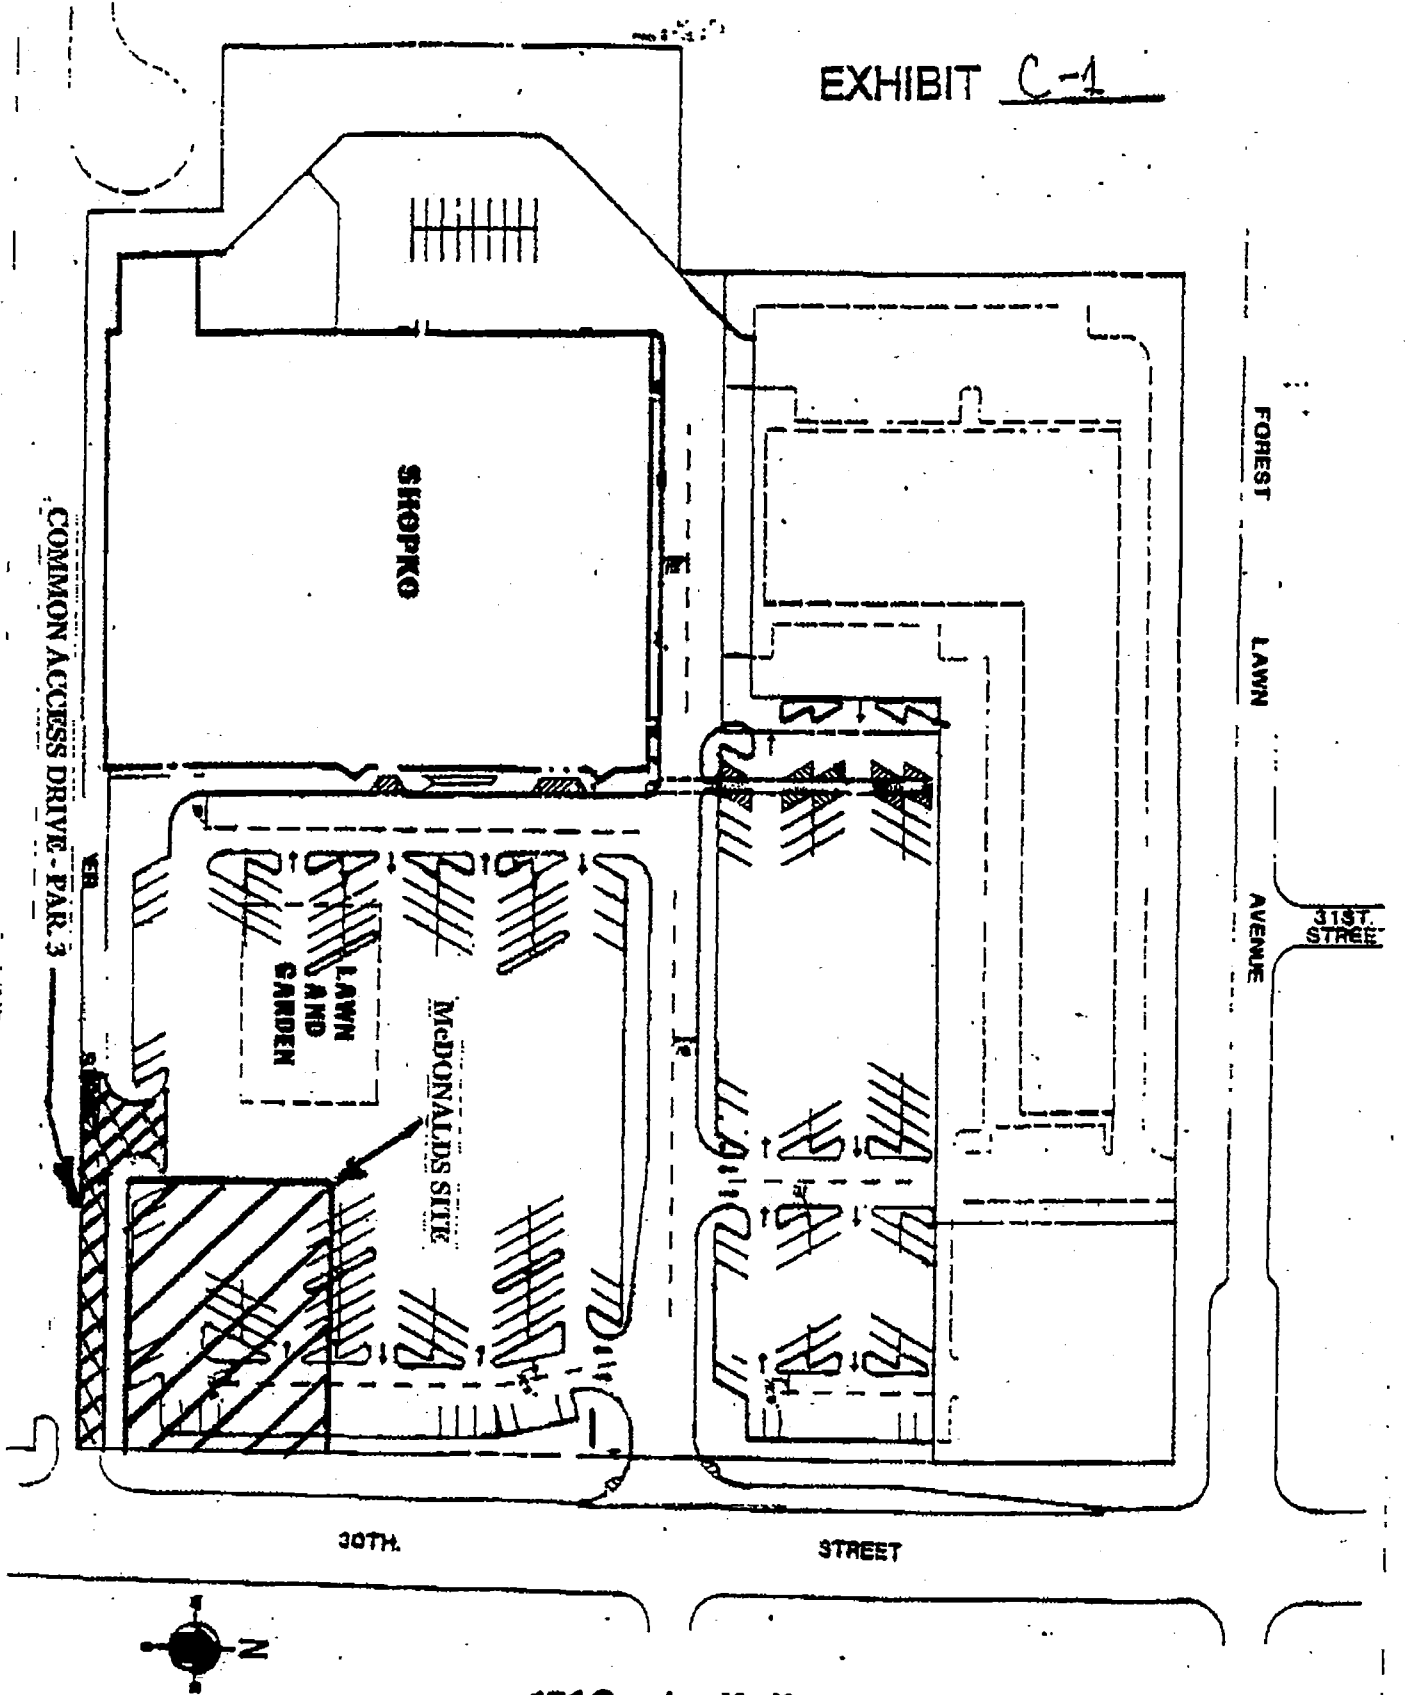 EXHIBIT C-1
FOREST LAWN AVENUE
31ST.
STREET
SHOPKO
COMMON ACCESS DRIVE - PAR. 3
LAWN
AND
GARDEN
McDONALDS SITE
30TH. STREET
N